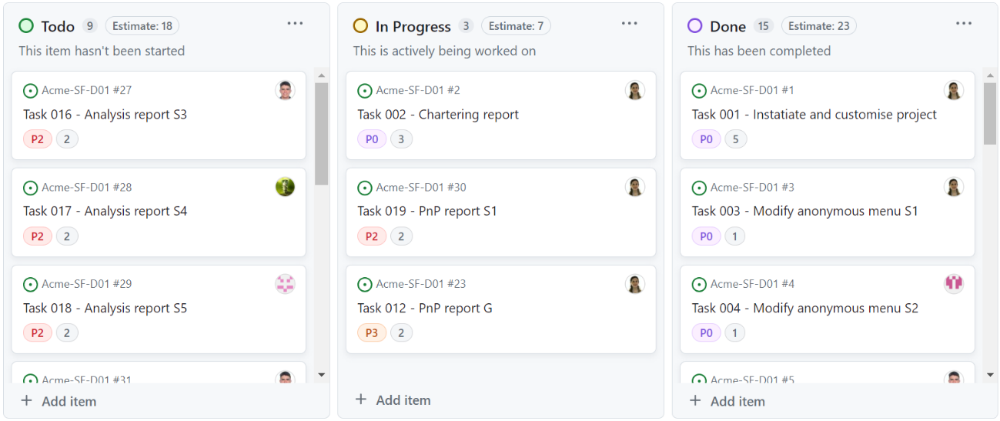 Todo 9 Estimate: 18 ...
This item hasn't been started
Acme-SF-D01 #27
Task 016 - Analysis report S3
P2 2
Acme-SF-D01 #28
Task 017 - Analysis report S4
P2 2
Acme-SF-D01 #29
Task 018 - Analysis report S5
P2 2
Acme-SF-D01 #31
+ Add item
In Progress 3 Estimate: 7 ...
This is actively being worked on
Acme-SF-D01 #2
Task 002 - Chartering report
P0 3
Acme-SF-D01 #30
Task 019 - PnP report S1
P2 2
Acme-SF-D01 #23
Task 012 - PnP report G
P3 2
+ Add item
Done 15 Estimate: 23 ...
This has been completed
Acme-SF-D01 #1
Task 001 - Instatiate and customise project
P0 5
Acme-SF-D01 #3
Task 003 - Modify anonymous menu S1
P0 1
Acme-SF-D01 #4
Task 004 - Modify anonymous menu S2
P0 1
Acme-SF-D01 #5
+ Add item